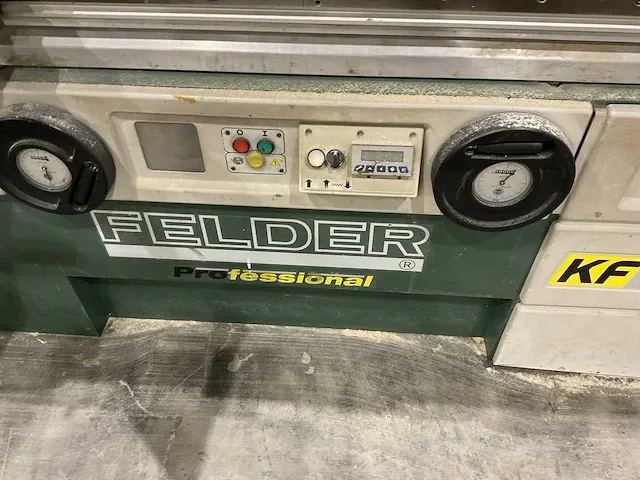 O I
FELDER
®
Professional
KF